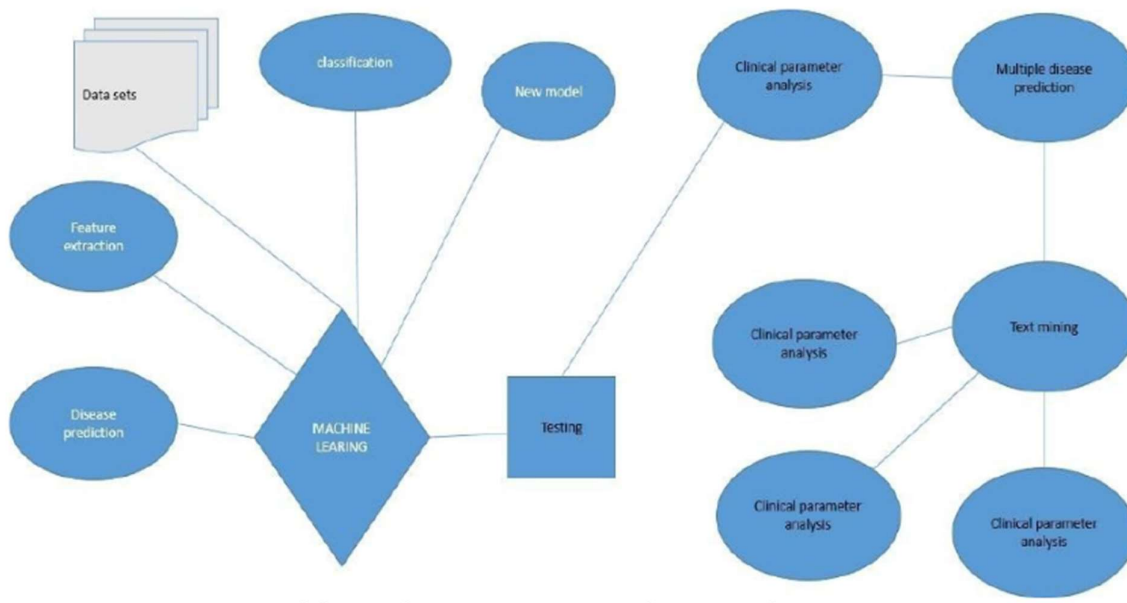 Data sets
classification
New model
Clinical parameter
analysis
Multiple disease
prediction
Feature
extraction
Clinical parameter
analysis
Text mining
Disease
prediction
MACHINE
LEARING
Testing
Clinical parameter
analysis
Clinical parameter
analysis